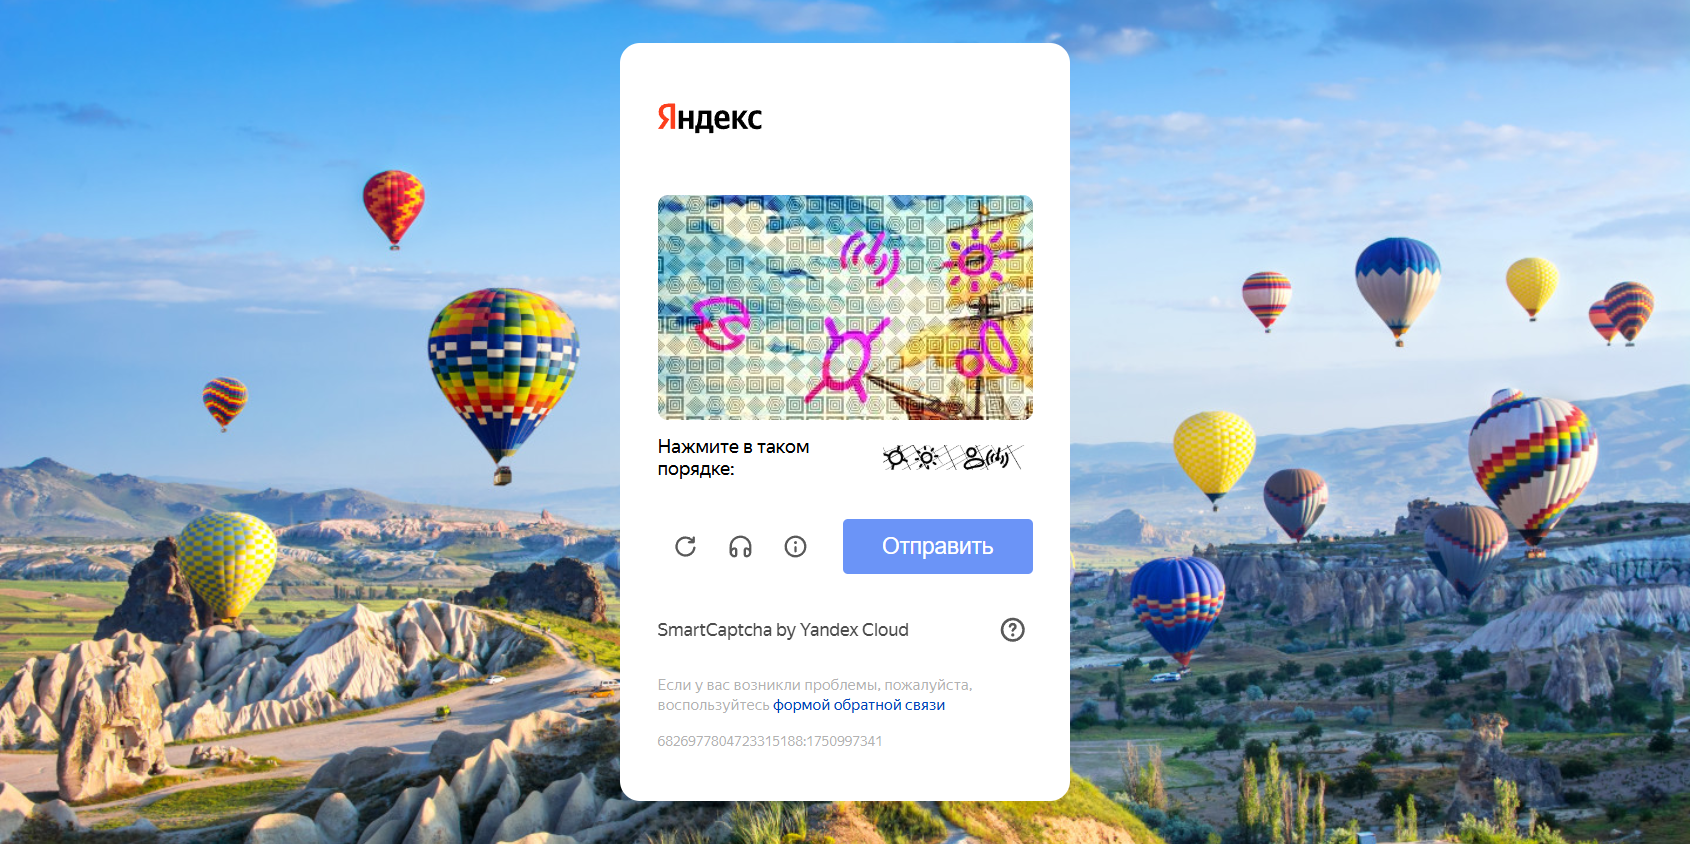 Яндекс
Нажмите в таком
порядке:
Отправить
SmartCaptcha by Yandex Cloud
Если у вас возникли проблемы, пожалуйста,
воспользуйтесь формой обратной связи
6826977804723315188:1750997341